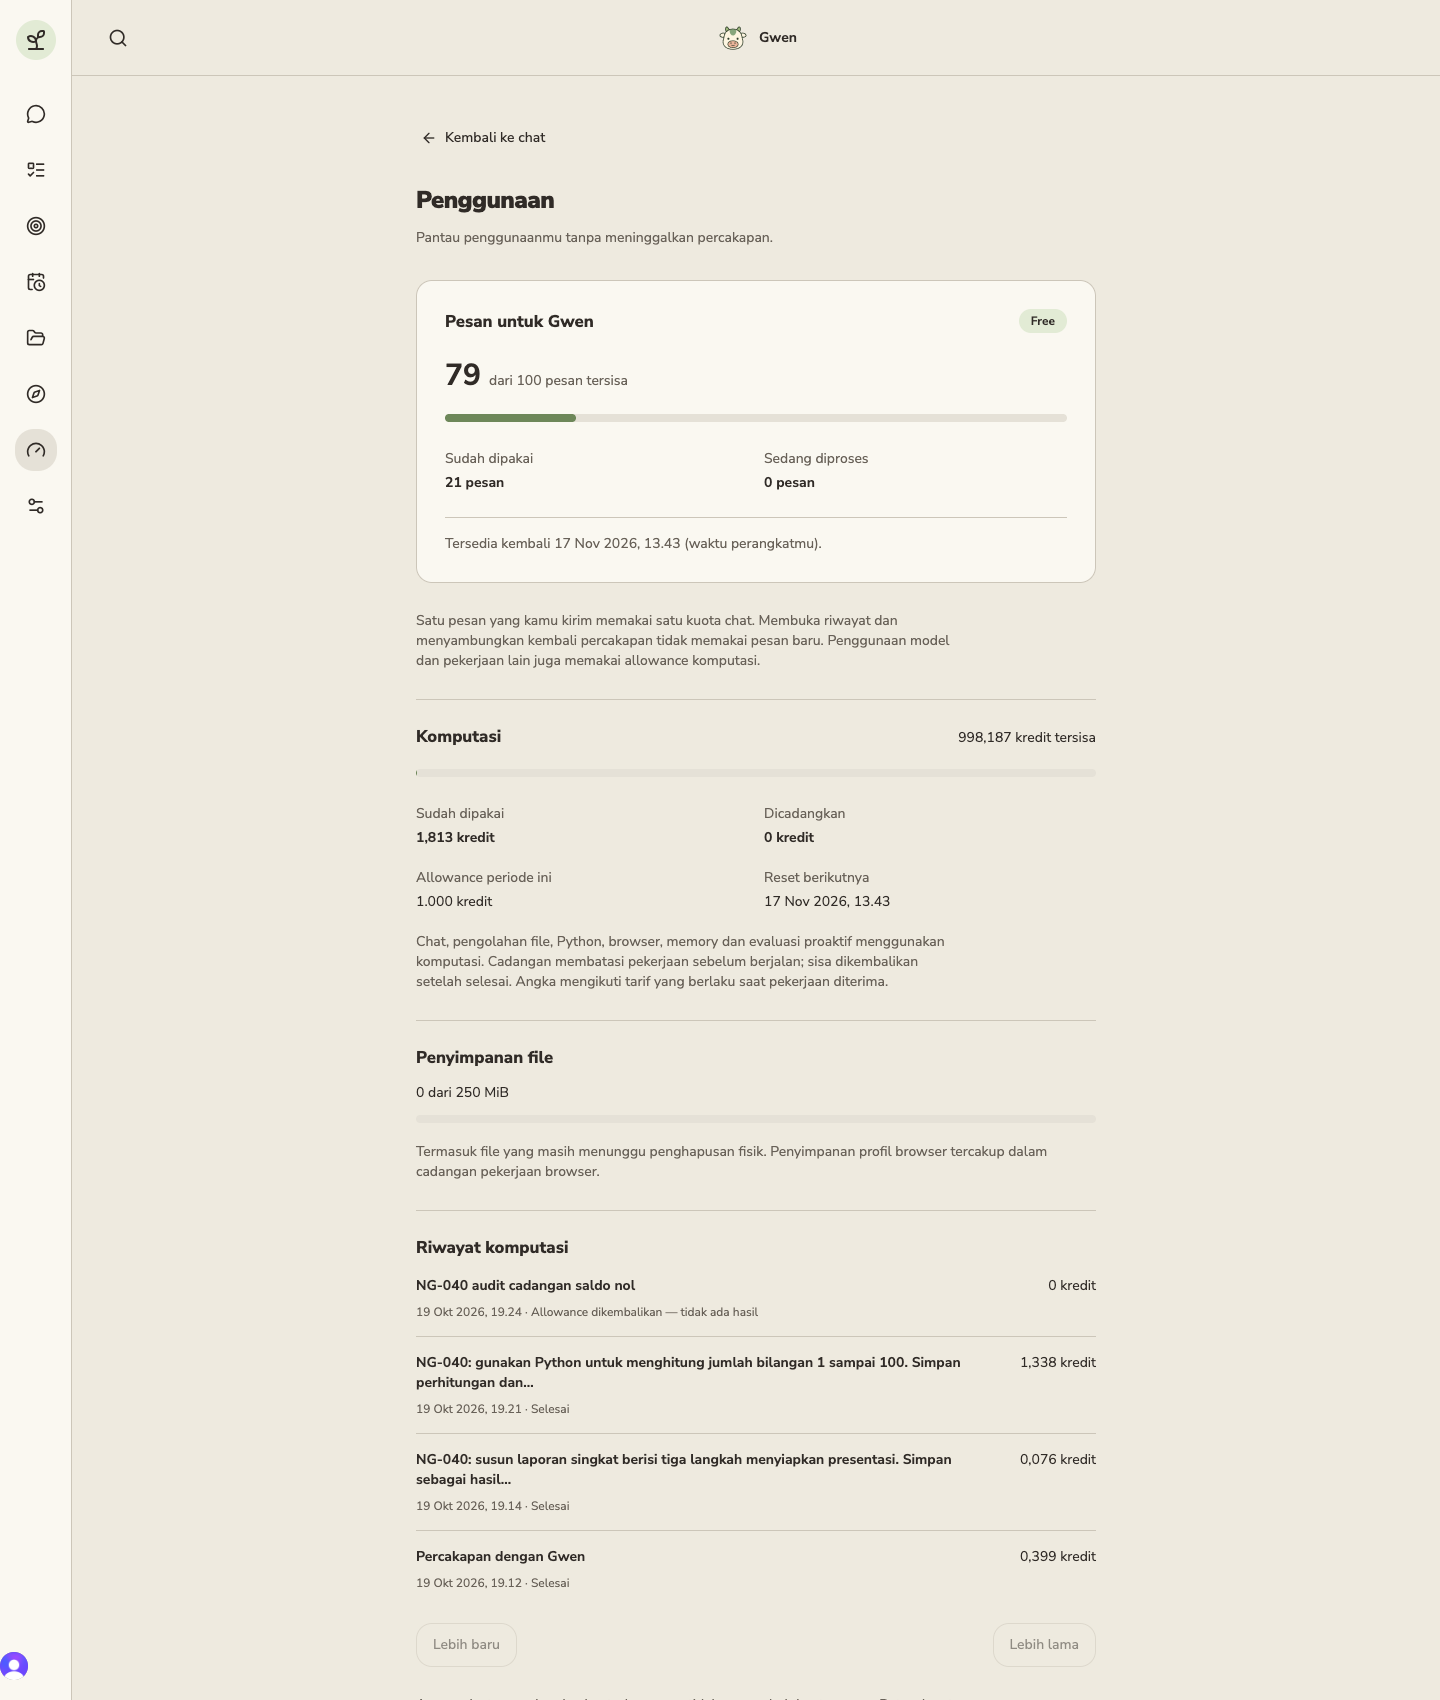 Gwen
Kembali ke chat
Penggunaan
Pantau penggunaanmu tanpa meninggalkan percakapan.
Pesan untuk Gwen
Free
79 dari 100 pesan tersisa
Sudah dipakai
21 pesan
Sedang diproses
0 pesan
Tersedia kembali 17 Nov 2026, 13.43 (waktu perangkatmu).
Satu pesan yang kamu kirim memakai satu kuota chat. Membuka riwayat dan
menyambungkan kembali percakapan tidak memakai pesan baru. Penggunaan model
dan pekerjaan lain juga memakai allowance komputasi.
Komputasi
998,187 kredit tersisa
Sudah dipakai
1,813 kredit
Dicadangkan
0 kredit
Allowance periode ini
1.000 kredit
Reset berikutnya
17 Nov 2026, 13.43
Chat, pengolahan file, Python, browser, memory dan evaluasi proaktif menggunakan
komputasi. Cadangan membatasi pekerjaan sebelum berjalan; sisa dikembalikan
setelah selesai. Angka mengikuti tarif yang berlaku saat pekerjaan diterima.
Penyimpanan file
0 dari 250 MiB
Termasuk file yang masih menunggu penghapusan fisik. Penyimpanan profil browser tercakup dalam
cadangan pekerjaan browser.
Riwayat komputasi
NG-040 audit cadangan saldo nol
0 kredit
19 Okt 2026, 19.24 · Allowance dikembalikan — tidak ada hasil
NG-040: gunakan Python untuk menghitung jumlah bilangan 1 sampai 100. Simpan
perhitungan dan...
1,338 kredit
19 Okt 2026, 19.21 · Selesai
NG-040: susun laporan singkat berisi tiga langkah menyiapkan presentasi. Simpan
sebagai hasil...
0,076 kredit
19 Okt 2026, 19.14 · Selesai
Percakapan dengan Gwen
0,399 kredit
19 Okt 2026, 19.12 · Selesai
Lebih baru
Lebih lama